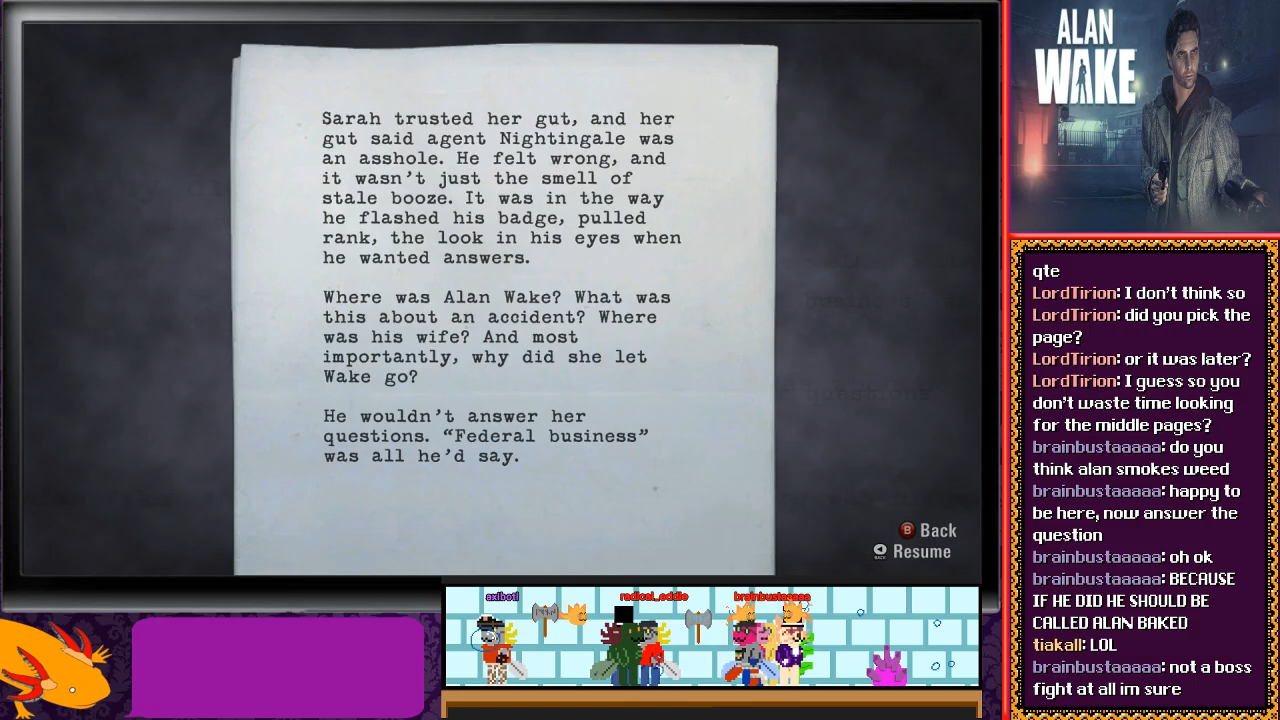 Sarah trusted her gut, and her
gut said agent Nightingale was
an asshole. He felt wrong, and
it wasn't just the smell of
stale booze. It was in the way
he flashed his badge, pulled
rank, the look in his eyes when
he wanted answers.
Where was Alan Wake? What was
this about an accident? Where
was his wife? And most
importantly, why did she let
Wake go?
He wouldn't answer her
questions. “Federal business”
was all he'd say.
B Back
Resume
ALAN
WAKE
qte
LordTirion: I don't think so
LordTirion: did you pick the
page?
LordTirion: or it was later?
LordTirion: I guess so you
don't waste time looking
for the middle pages?
brainbustaaaaa: do you
think alan smokes weed
brainbustaaaaa: happy to
be here, now answer the
question
brainbustaaaaa: oh ok
brainbustaaaaa: BECAUSE
IF HE DID HE SHOULD BE
CALLED ALAN BAKED
tiakall: LOL
brainbustaaaaa: not a boss
fight at all im sure
axiboti
radical_eddie
brainbustaaaaa